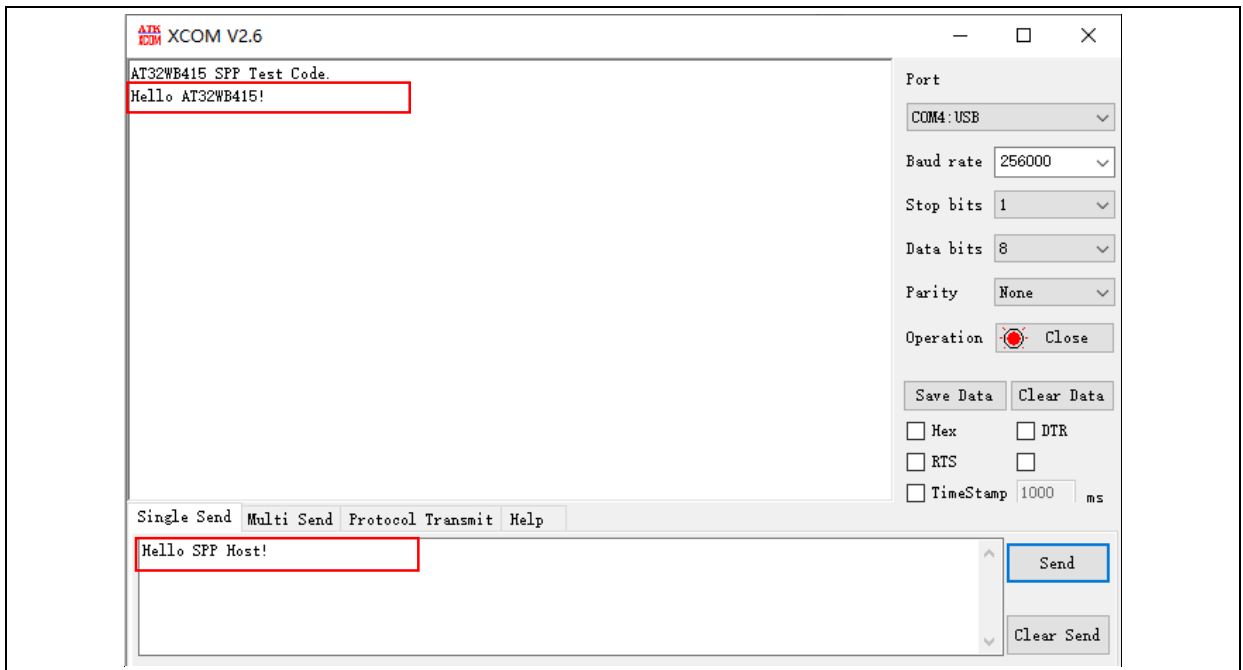 ATK
XCOM XCOM V2.6
AT32WB415 SPP Test Code.
Hello AT32WB415!
Port
COM4:USB
Baud rate 256000
Stop bits 1
Data bits 8
Parity None
Operation Close
Save Data Clear Data
Hex DTR
RTS
TimeStamp 1000 ms
Single Send Multi Send Protocol Transmit Help
Hello SPP Host!
Send
Clear Send